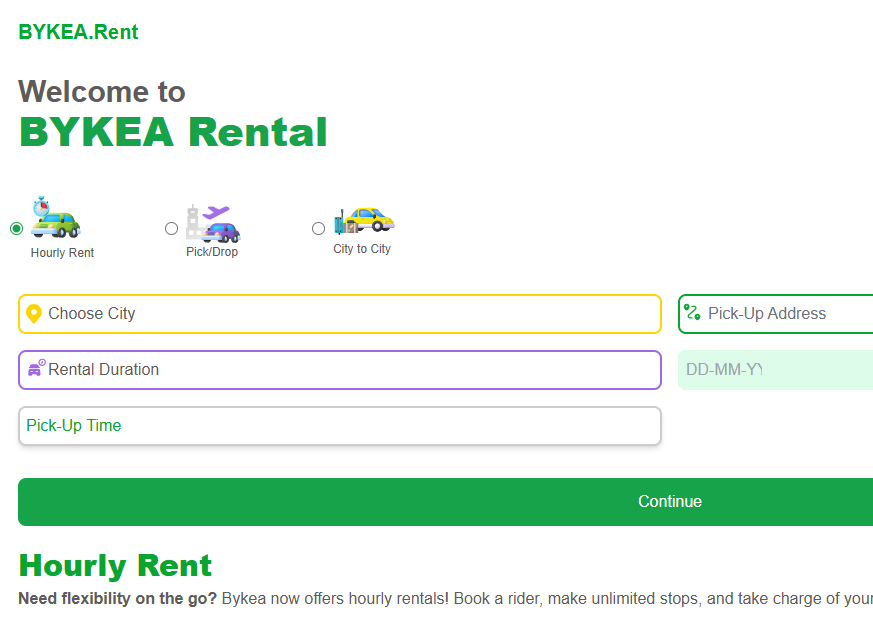 BYKEA.Rent
Welcome to
BYKEA Rental
Hourly Rent
Pick/Drop
City to City
Choose City
Pick-Up Address
Rental Duration
DD-MM-YY
Pick-Up Time
Continue
Hourly Rent
Need flexibility on the go? Bykea now offers hourly rentals! Book a rider, make unlimited stops, and take charge of your